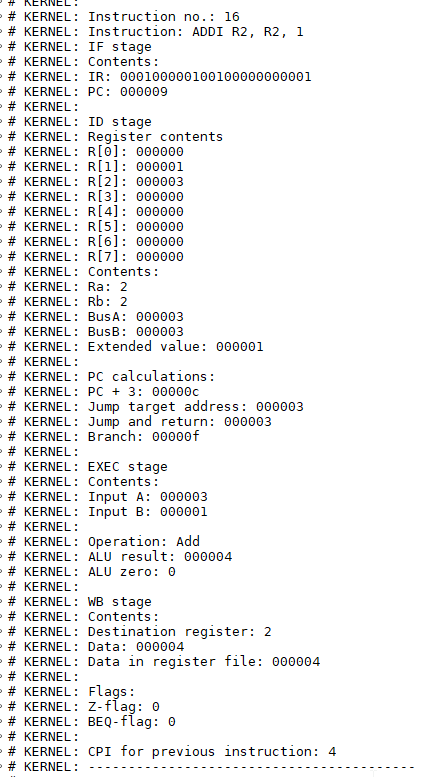 # KERNEL:
# KERNEL: Instruction no.: 16
# KERNEL: Instruction: ADDI R2, R2, 1
# KERNEL: IF stage
# KERNEL: Contents:
# KERNEL: IR: 000100000100100000000001
# KERNEL: PC: 000009
# KERNEL:
# KERNEL: ID stage
# KERNEL: Register contents
# KERNEL: R[0]: 000000
# KERNEL: R[1]: 000001
# KERNEL: R[2]: 000003
# KERNEL: R[3]: 000000
# KERNEL: R[4]: 000000
# KERNEL: R[5]: 000000
# KERNEL: R[6]: 000000
# KERNEL: R[7]: 000000
# KERNEL: Contents:
# KERNEL: Ra: 2
# KERNEL: Rb: 2
# KERNEL: BusA: 000003
# KERNEL: BusB: 000003
# KERNEL: Extended value: 000001
# KERNEL:
# KERNEL: PC calculations:
# KERNEL: PC + 3: 00000c
# KERNEL: Jump target address: 000003
# KERNEL: Jump and return: 000003
# KERNEL: Branch: 00000f
# KERNEL:
# KERNEL: EXEC stage
# KERNEL: Contents:
# KERNEL: Input A: 000003
# KERNEL: Input B: 000001
# KERNEL:
# KERNEL: Operation: Add
# KERNEL: ALU result: 000004
# KERNEL: ALU zero: 0
# KERNEL:
# KERNEL: WB stage
# KERNEL: Contents:
# KERNEL: Destination register: 2
# KERNEL: Data: 000004
# KERNEL: Data in register file: 000004
# KERNEL:
# KERNEL: Flags:
# KERNEL: Z-flag: 0
# KERNEL: BEQ-flag: 0
# KERNEL:
# KERNEL: CPI for previous instruction: 4
# KERNEL: -----------------------------------------